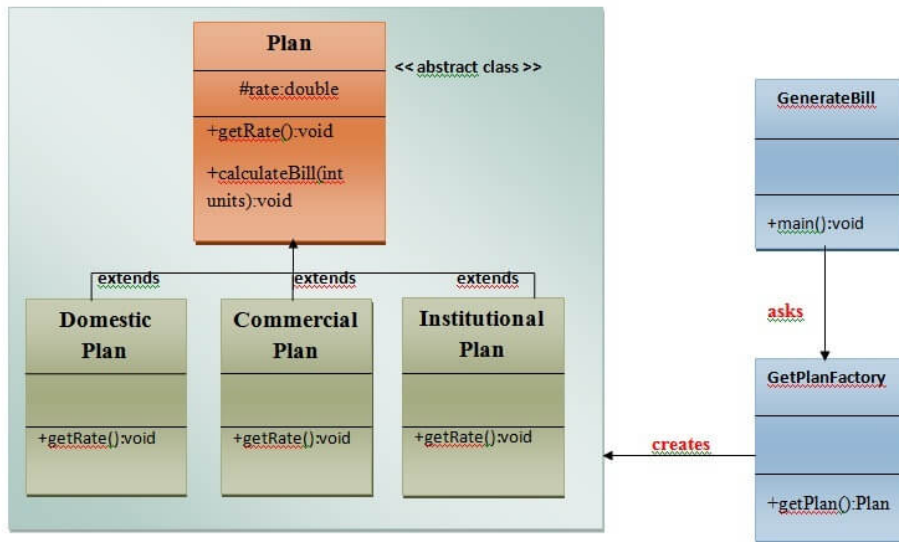 Plan
<< abstract class >>
#rate:double
+getRate():void
+calculateBill(int
units):void
extends
extends
extends
Domestic
Plan
+getRate():void
Commercial
Plan
+getRate():void
Institutional
Plan
+getRate():void
GenerateBill
+main():void
asks
GetPlanFactory
+getPlan():Plan
creates